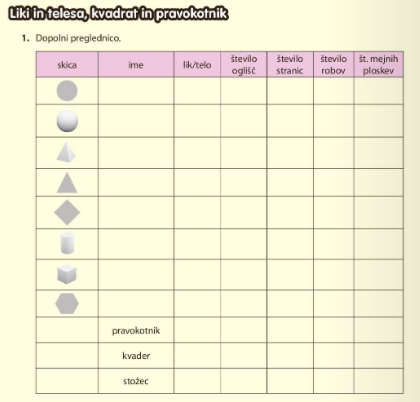 Liki in telesa, kvadrat in pravokotnik
1. Dopolni preglednico.
skica ime lik/telo število oglišč število stranic število robov št. mejnih ploskev
pravokotnik
kvader
stožec